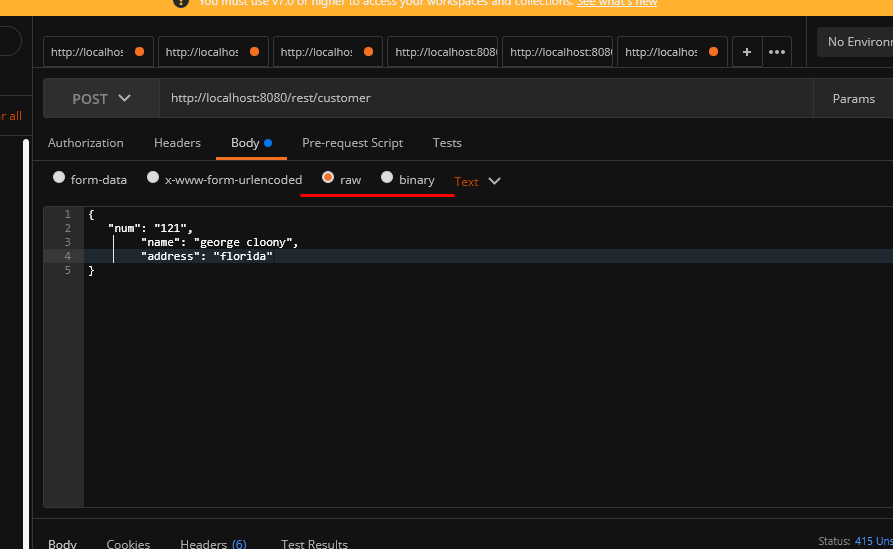 You must use v7.0 or higher to access your workspaces and collections. See what's new
http://localhos http://localhos http://localhos http://localhost:808 http://localhost:808 http://localhos + •••
No Environ
r all
POST http://localhost:8080/rest/customer Params
Authorization Headers Body Pre-request Script Tests
form-data x-www-form-urlencoded raw binary Text
1 {
2 "num": "121",
3 "name": "george cloony",
4 "address": "florida"
5 }
Body Cookies Headers (6) Test Results Status: 415 Uns